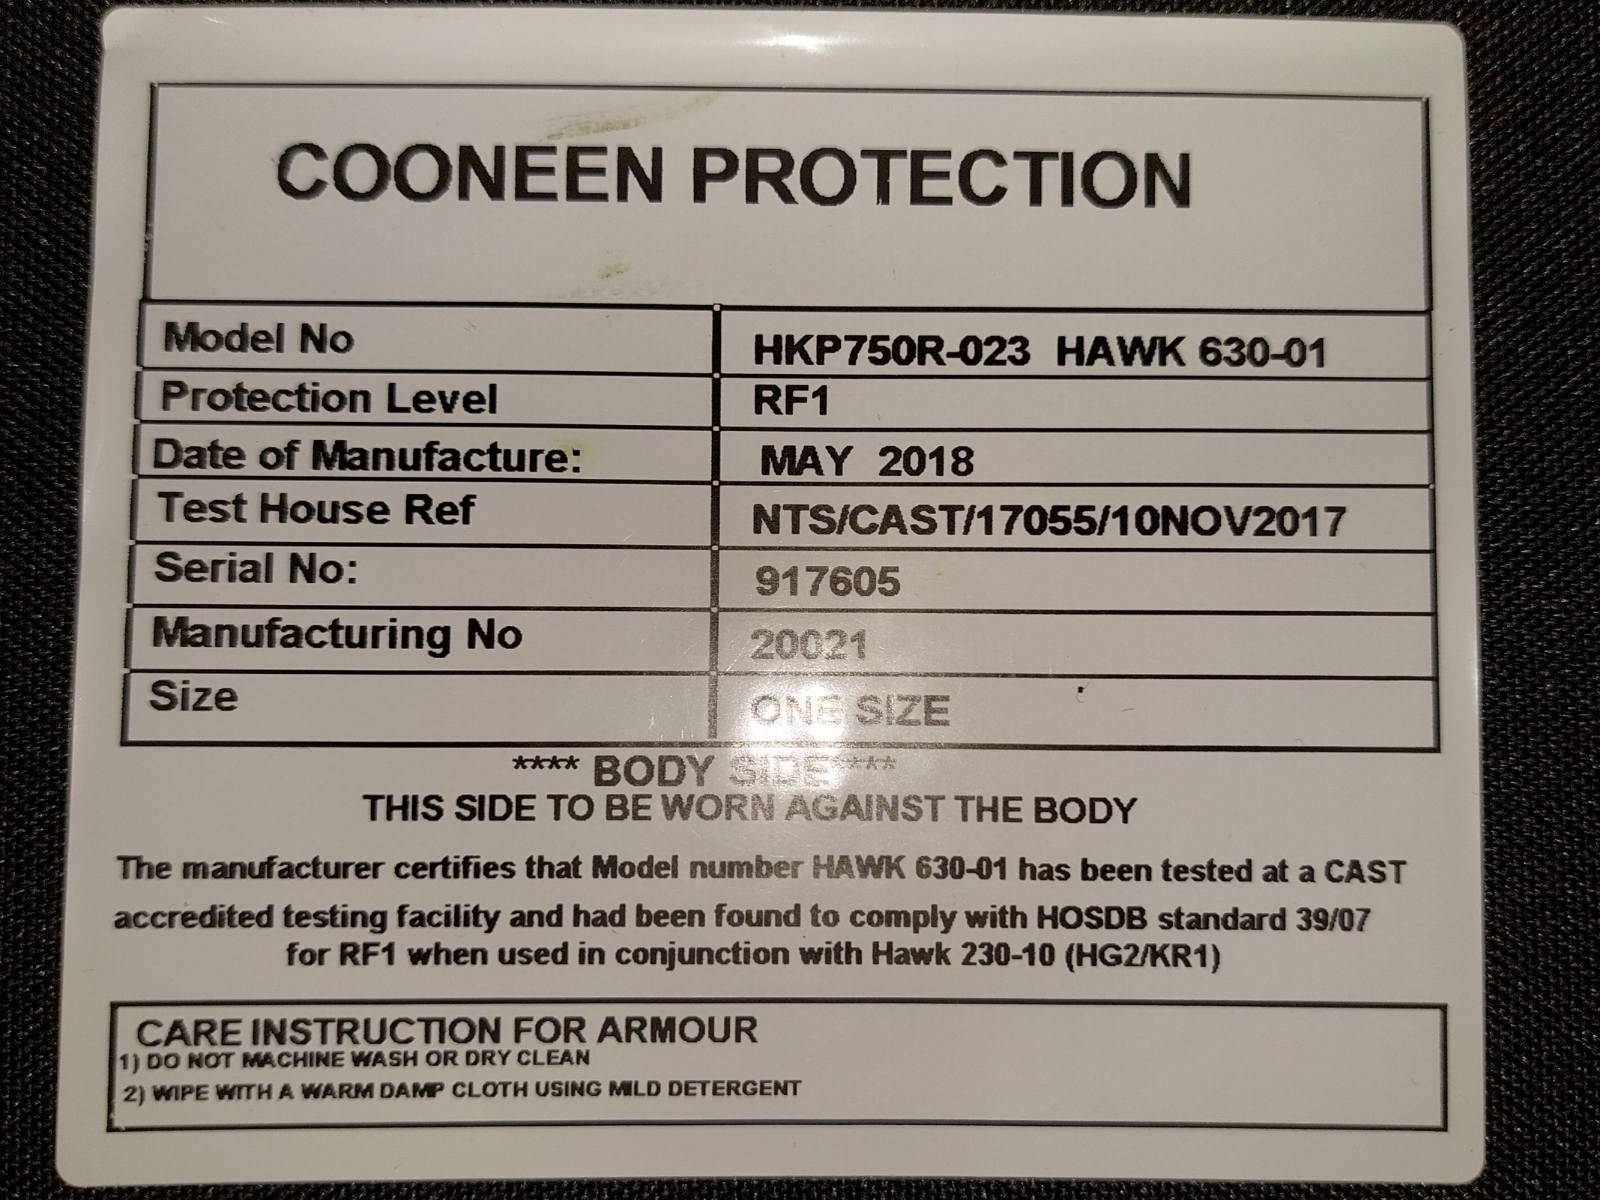 COONEEN PROTECTION
Model No HKP750R-023 HAWK 630-01
Protection Level RF1
Date of Manufacture: MAY 2018
Test House Ref NTS/CAST/17055/10NOV2017
Serial No: 917605
Manufacturing No 20021
Size ONE SIZE
**** BODY SIDE****
THIS SIDE TO BE WORN AGAINST THE BODY
The manufacturer certifies that Model number HAWK 630-01 has been tested at a CAST
accredited testing facility and had been found to comply with HOSDB standard 39/07
for RF1 when used in conjunction with Hawk 230-10 (HG2/KR1)
CARE INSTRUCTION FOR ARMOUR
1) DO NOT MACHINE WASH OR DRY CLEAN
2) WIPE WITH A WARM DAMP CLOTH USING MILD DETERGENT